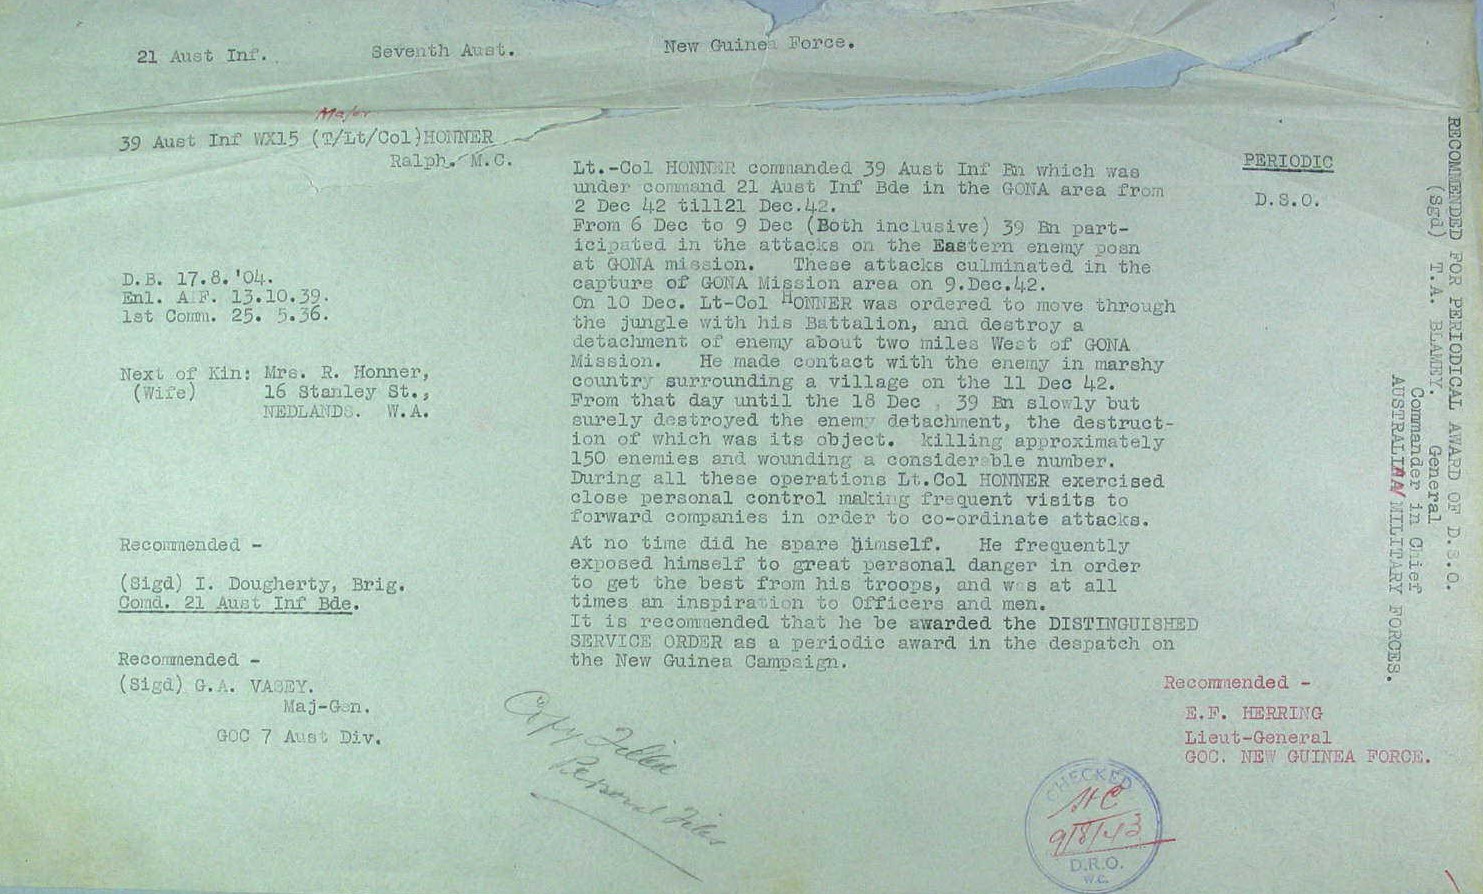 21 Aust Inf. Seventh Aust. New Guinea Force.
Major
39 Aust Inf WX15 (T/Lt/Col)HONNER
Ralph. M.C.
D.B. 17.8.'04.
Enl. A F. 13.10.39.
1st Comm. 25. 5.36.
Next of Kin: Mrs. R. Honner,
(Wife) 16 Stanley St.,
NEDLANDS. W.A.
Recommended -
(Sigd) I. Dougherty, Brig.
Comd. 21 Aust Inf Bde.
Recommended -
(Sigd) G.A. VASEY.
Maj-Gen.
GOC 7 Aust Div.
Lt.-Col HONNER commanded 39 Aust Inf Bn which was
under command 21 Aust Inf Bde in the GONA area from
2 Dec 42 till21 Dec.42.
From 6 Dec to 9 Dec (Both inclusive) 39 Bn part-
icipated in the attacks on the Eastern enemy posn
at GONA mission. These attacks culminated in the
capture of GONA Mission area on 9.Dec.42.
On 10 Dec. Lt-Col HONNER was ordered to move through
the jungle with his Battalion, and destroy a
detachment of enemy about two miles West of GONA
Mission. He made contact with the enemy in marshy
country surrounding a village on the 11 Dec 42.
From that day until the 18 Dec , 39 Bn slowly but
surely destroyed the enemy detachment, the destruct-
ion of which was its object. killing approximately
150 enemies and wounding a considerable number.
During all these operations Lt.Col HONNER exercised
close personal control making frequent visits to
forward companies in order to co-ordinate attacks.
At no time did he spare himself. He frequently
exposed himself to great personal danger in order
to get the best from his troops, and was at all
times an inspiration to Officers and men.
It is recommended that he be awarded the DISTINGUISHED
SERVICE ORDER as a periodic award in the despatch on
the New Guinea Campaign.
PERIODIC
D.S.O.
RECOMMENDED FOR PERIODICAL AWARD OF D.S.O.
(Sgd) T.A. BLAMEY. General
Commander in Chief
AUSTRALIAN MILITARY FORCES.
Recommended -
E.F. HERRING
Lieut-General
GOC. NEW GUINEA FORCE.
Copy
Personal Files
CHECKED
9/8/43
D.R.O.
W.C.